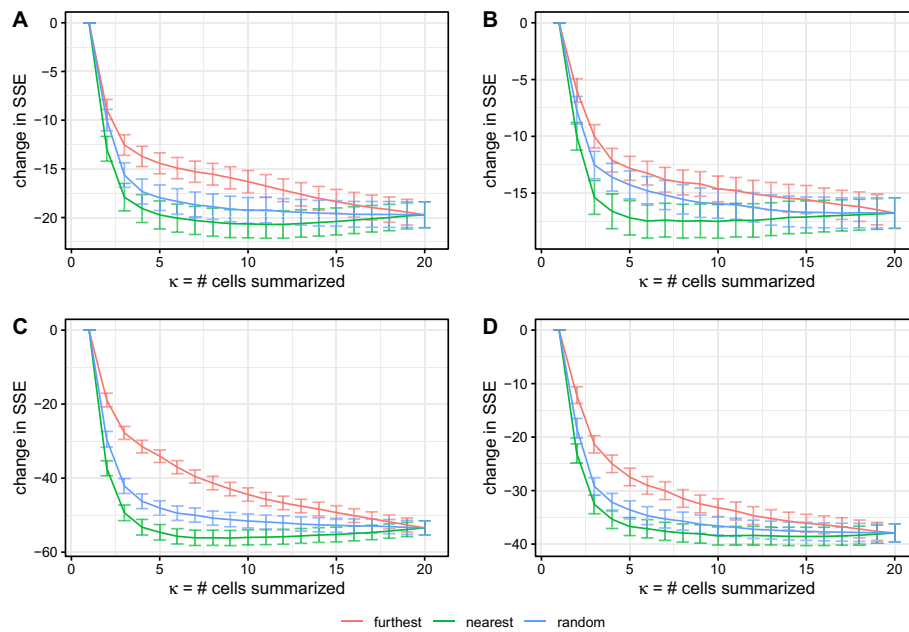 A
change in SSE
0
−5
−10
−15
−20
0 5 10 15 20
κ = # cells summarized
B
change in SSE
0
−5
−10
−15
0 5 10 15 20
κ = # cells summarized
C
change in SSE
0
−20
−40
−60
0 5 10 15 20
κ = # cells summarized
D
change in SSE
0
−10
−20
−30
−40
0 5 10 15 20
κ = # cells summarized
furthest nearest random